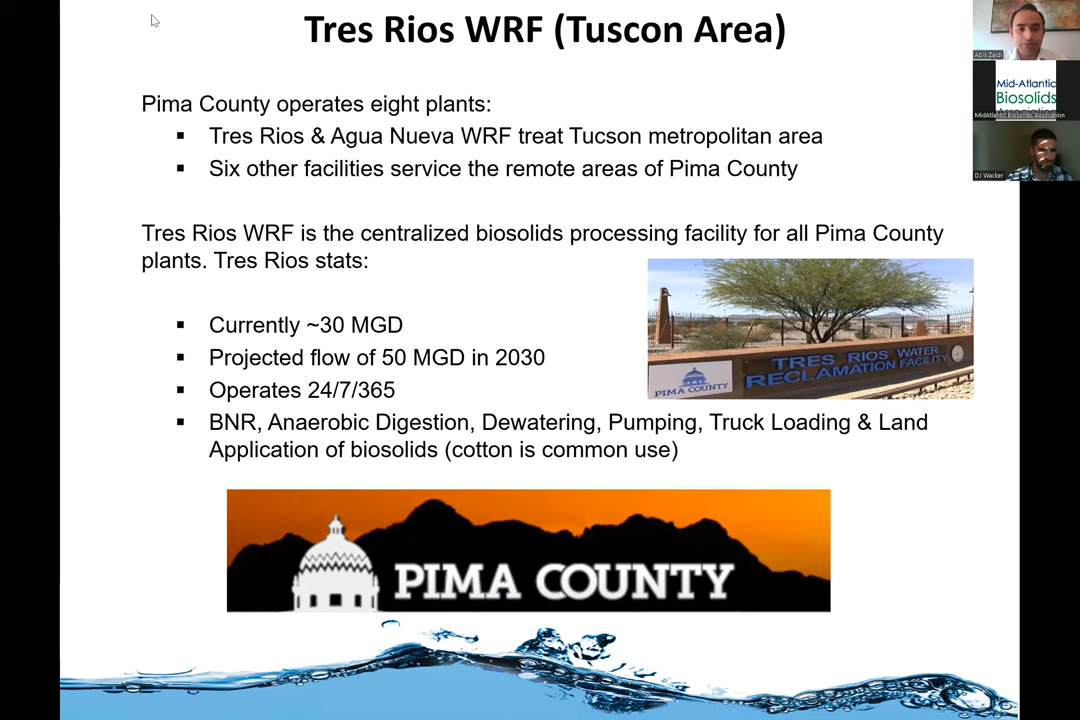 Tres Rios WRF (Tuscon Area)
Pima County operates eight plants:
▪ Tres Rios & Agua Nueva WRF treat Tucson metropolitan area
▪ Six other facilities service the remote areas of Pima County
Tres Rios WRF is the centralized biosolids processing facility for all Pima County
plants. Tres Rios stats:
▪ Currently ~30 MGD
▪ Projected flow of 50 MGD in 2030
▪ Operates 24/7/365
▪ BNR, Anaerobic Digestion, Dewatering, Pumping, Truck Loading & Land
Application of biosolids (cotton is common use)
TRES RIOS WATER
RECLAMATION FACILITY
PIMA COUNTY
PIMA COUNTY
Abis Zaidi
Mid-Atlantic
Biosolids
Association
MidAtlantic Biosolids Association
DJ Wacker